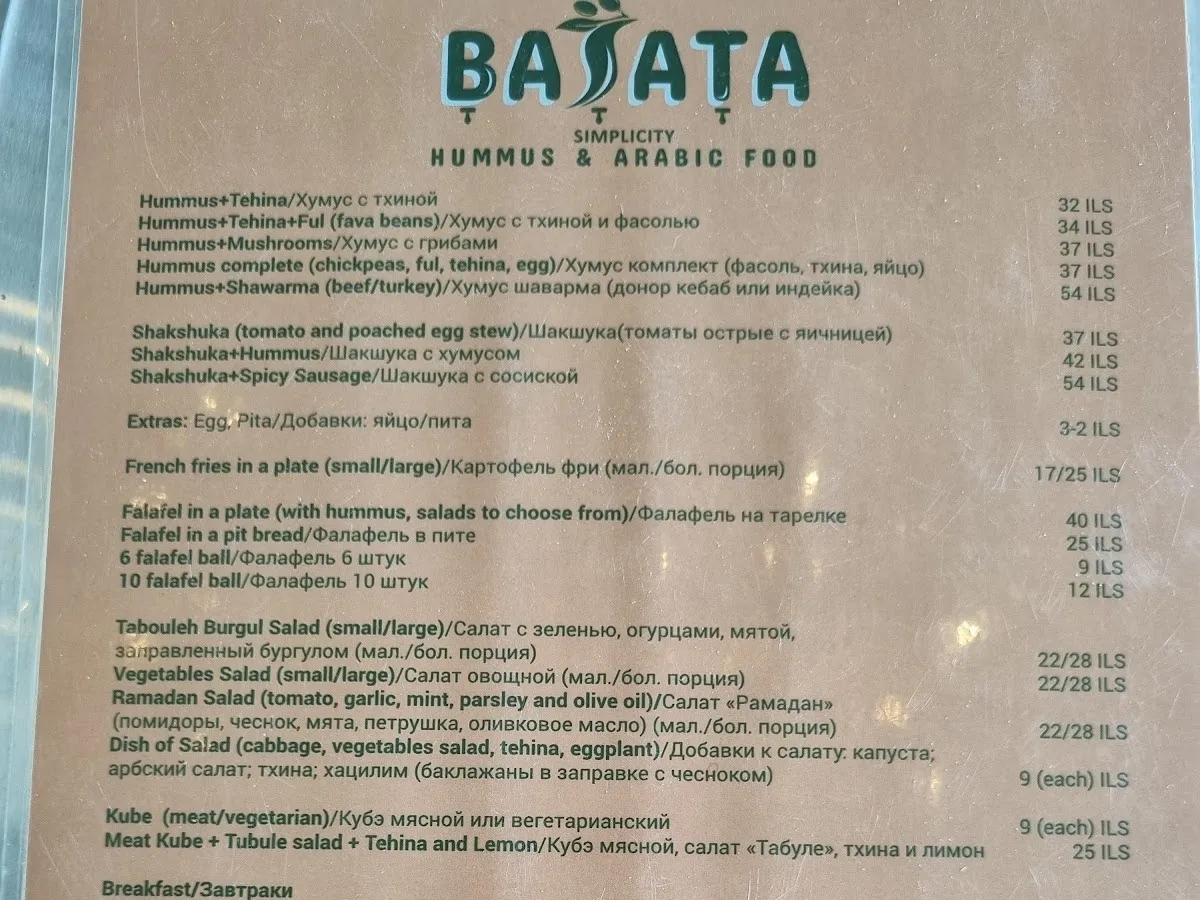 BASATA
SIMPLICITY
HUMMUS & ARABIC FOOD
Hummus+Tehina/Хумус с тхиной 32 ILS
Hummus+Tehina+Ful (fava beans)/Хумус с тхиной и фасолью 34 ILS
Hummus+Mushrooms/Хумус с грибами 37 ILS
Hummus complete (chickpeas, ful, tehina, egg)/Хумус комплект (фасоль, тхина, яйцо) 37 ILS
Hummus+Shawarma (beef/turkey)/Хумус шаварма (донор кебаб или индейка) 54 ILS
Shakshuka (tomato and poached egg stew)/Шакшука(томаты острые с яичницей) 37 ILS
Shakshuka+Hummus/Шакшука с хумусом 42 ILS
Shakshuka+Spicy Sausage/Шакшука с сосиской 54 ILS
Extras: Egg, Pita/Добавки: яйцо/пита 3-2 ILS
French fries in a plate (small/large)/Картофель фри (мал./бол. порция) 17/25 ILS
Falafel in a plate (with hummus, salads to choose from)/Фалафель на тарелке 40 ILS
Falafel in a pit bread/Фалафель в пите 25 ILS
6 falafel ball/Фалафель 6 штук 9 ILS
10 falafel ball/Фалафель 10 штук 12 ILS
Tabouleh Burgul Salad (small/large)/Салат с зеленью, огурцами, мятой,
заправленный бургулом (мал./бол. порция) 22/28 ILS
Vegetables Salad (small/large)/Салат овощной (мал./бол. порция) 22/28 ILS
Ramadan Salad (tomato, garlic, mint, parsley and olive oil)/Салат «Рамадан»
(помидоры, чеснок, мята, петрушка, оливковое масло) (мал./бол. порция) 22/28 ILS
Dish of Salad (cabbage, vegetables salad, tehina, eggplant)/Добавки к салату: капуста;
арбский салат; тхина; хацилим (баклажаны в заправке с чесноком) 9 (each) ILS
Kube (meat/vegetarian)/Кубэ мясной или вегетарианский 9 (each) ILS
Meat Kube + Tubule salad + Tehina and Lemon/Кубэ мясной, салат «Табуле», тхина и лимон 25 ILS
Breakfast/Завтраки